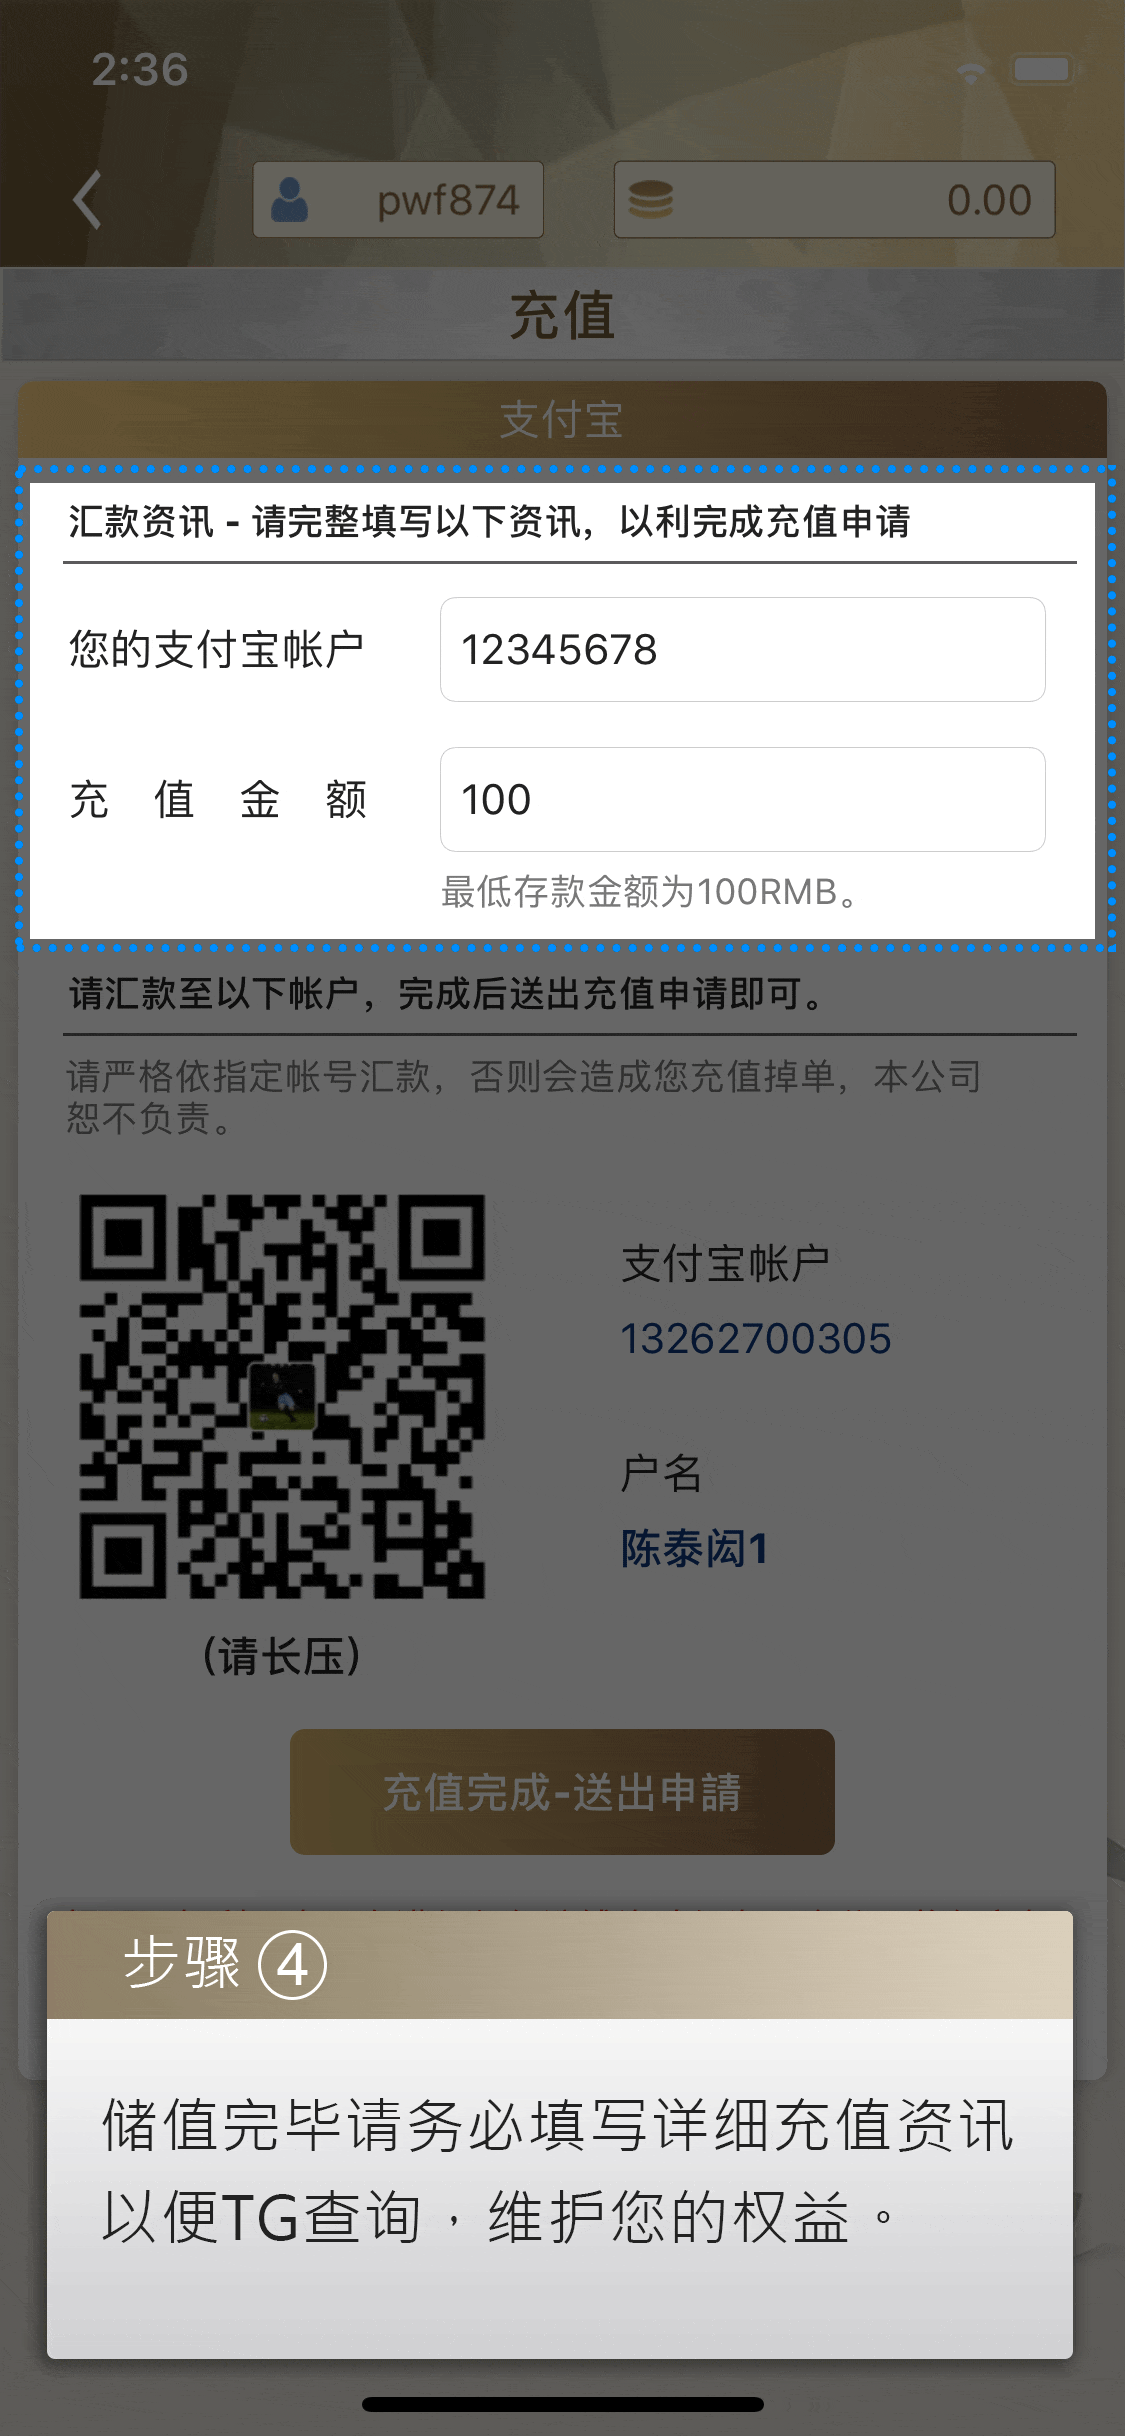 2:36
pwf874
0.00
充值
支付宝
汇款资讯 - 请完整填写以下资讯，以利完成充值申请
您的支付宝帐户
12345678
充值金额
100
最低存款金额为100RMB。
请汇款至以下帐户，完成后送出充值申请即可。
请严格依指定帐号汇款，否则会造成您充值掉单，本公司
恕不负责。
支付宝帐户
13262700305
户名
陈泰闳1
(请长压)
充值完成-送出申請
步骤 ④
储值完毕请务必填写详细充值资讯
以便TG查询，维护您的权益。